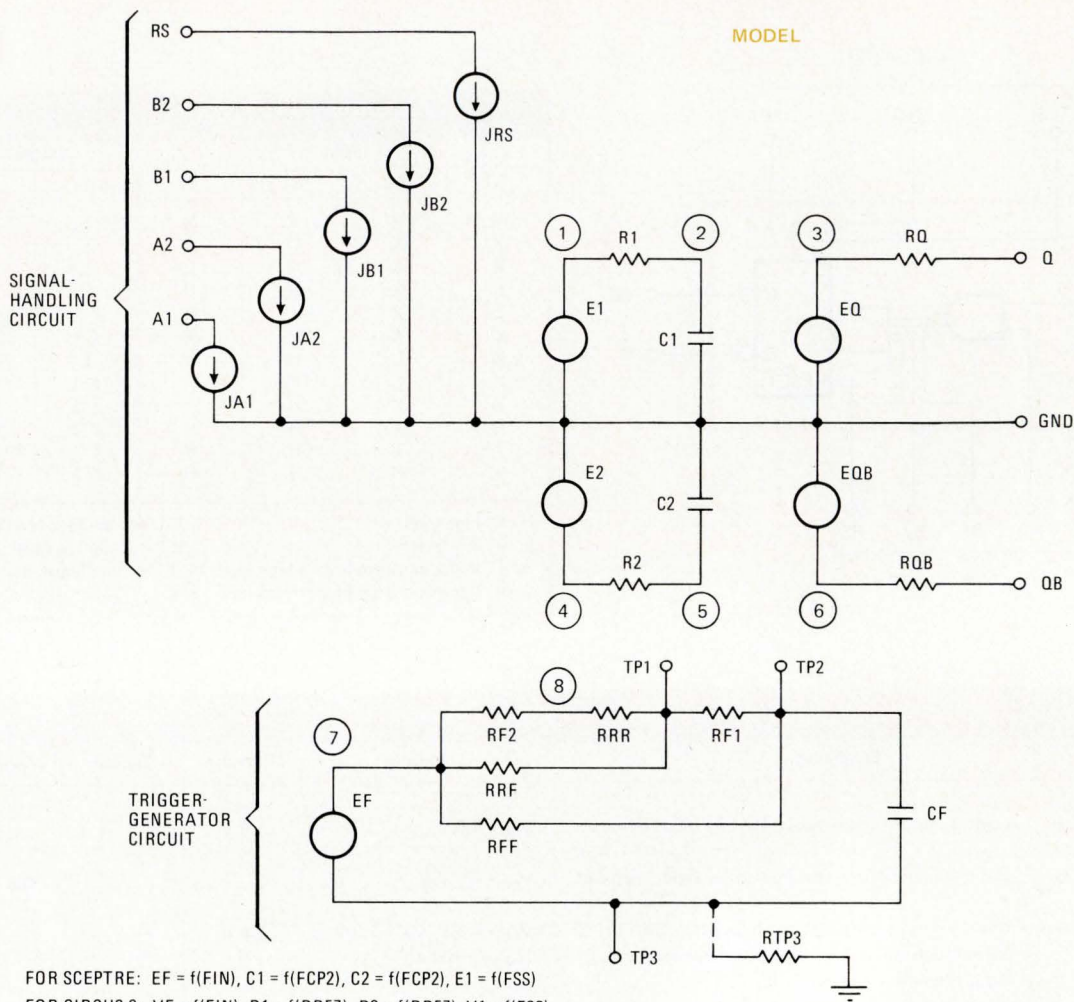 MODEL
RS
JRS
B2
JB2
B1
JB1
A2
JA2
A1
JA1
SIGNAL-
HANDLING
CIRCUIT
1
R1
2
3
RQ
Q
E1
C1
EQ
GND
E2
C2
EQB
R2
RQB
QB
4
5
6
TP1
TP2
8
7
RF2
RRR
RF1
RRF
RFF
EF
CF
TRIGGER-
GENERATOR
CIRCUIT
TP3
RTP3
FOR SCEPTRE: EF = f(FIN), C1 = f(FCP2), C2 = f(FCP2), E1 = f(FSS)